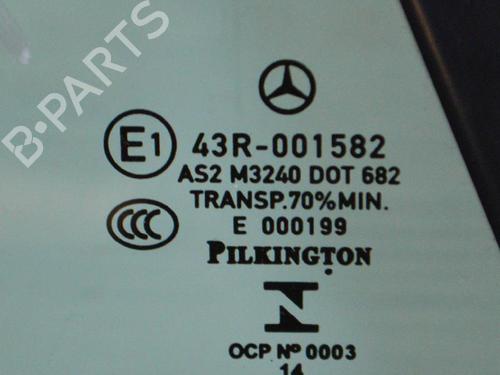 B-PARTS
E1 43R-001582
AS2 M3240 DOT 682
TRANSP.70%MIN.
CCC E 000199
PILKINGTON
N
OCP Nº 0003
14